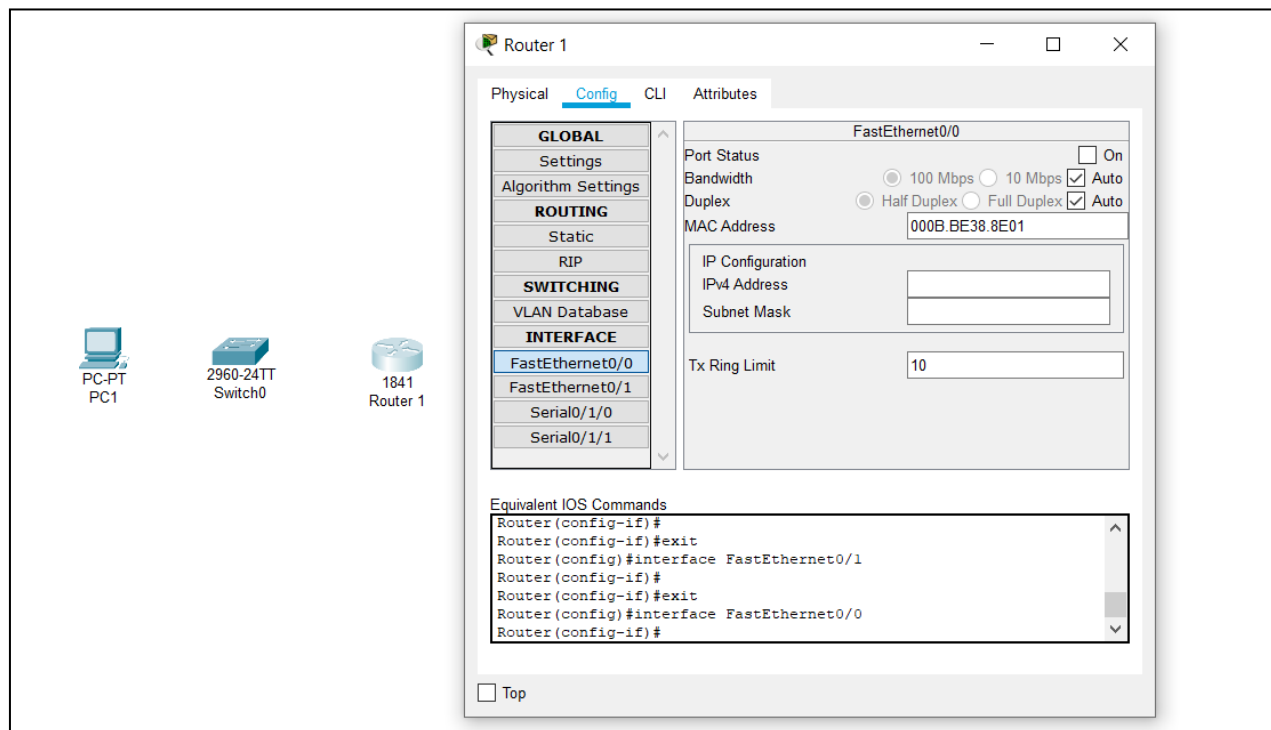 Router 1
Physical Config CLI Attributes
GLOBAL
Settings
Algorithm Settings
ROUTING
Static
RIP
SWITCHING
VLAN Database
INTERFACE
FastEthernet0/0
FastEthernet0/1
Serial0/1/0
Serial0/1/1
FastEthernet0/0
Port Status On
Bandwidth 100 Mbps 10 Mbps Auto
Duplex Half Duplex Full Duplex Auto
MAC Address 000B.BE38.8E01
IP Configuration
IPv4 Address
Subnet Mask
Tx Ring Limit 10
Equivalent IOS Commands
Router(config-if)#
Router(config-if)#exit
Router(config)#interface FastEthernet0/1
Router(config-if)#
Router(config-if)#exit
Router(config)#interface FastEthernet0/0
Router(config-if)#
Top
PC-PT
PC1
2960-24TT
Switch0
1841
Router 1